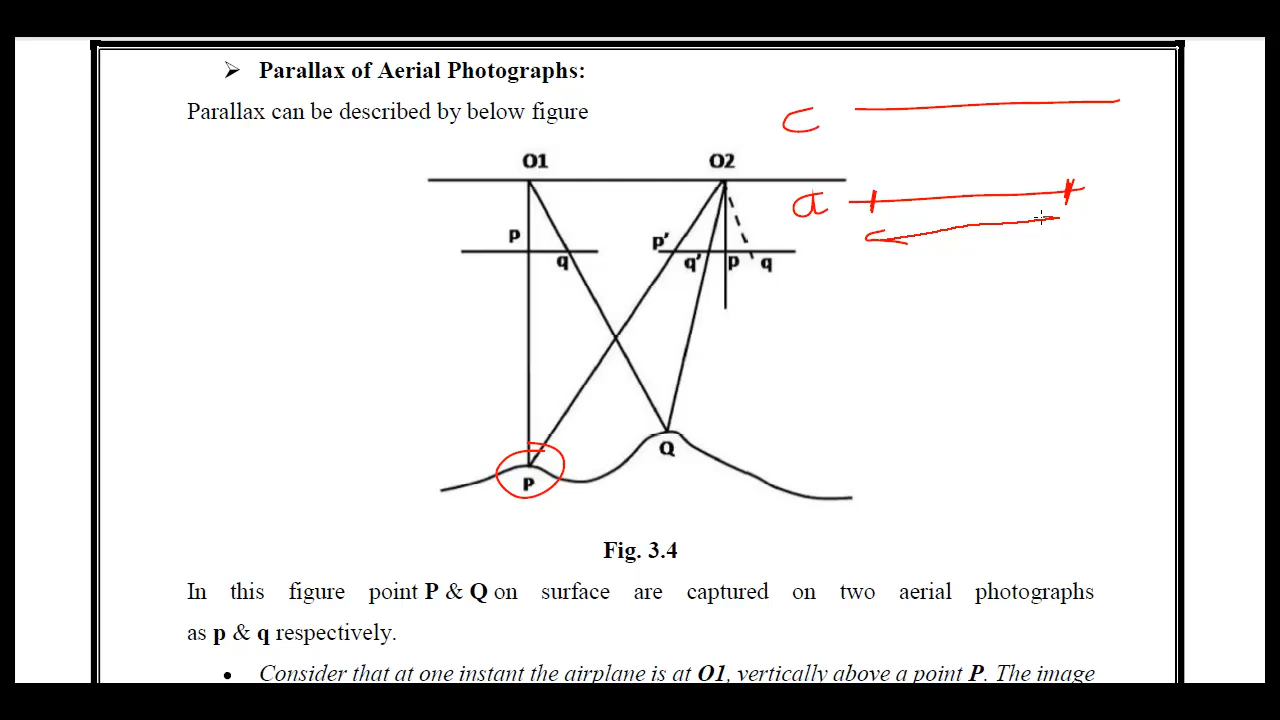 ➢ Parallax of Aerial Photographs:
Parallax can be described by below figure
C
O1 O2
a
p p'
q q' p q
Q
P
Fig. 3.4
In this figure point P & Q on surface are captured on two aerial photographs
as p & q respectively.
• Consider that at one instant the airplane is at O1, vertically above a point P. The image